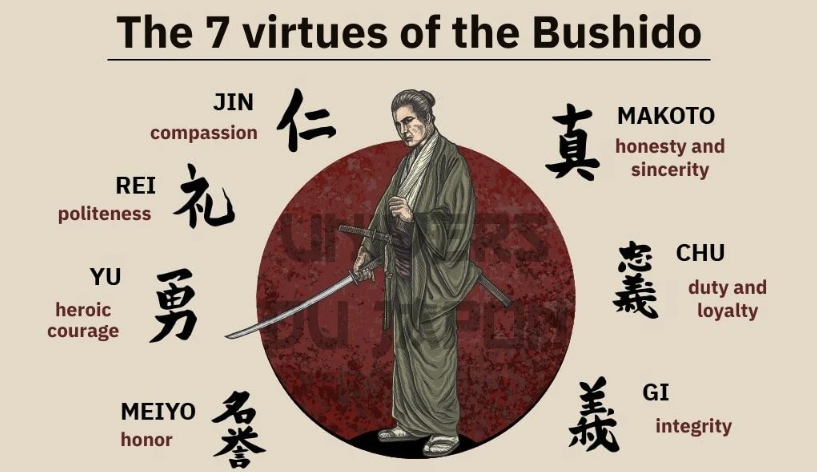 The 7 virtues of the Bushido
JIN
仁
compassion
REI
礼
politeness
YU
勇
heroic
courage
MEIYO
名
誉
honor
MAKOTO
真
honesty and
sincerity
CHU
忠
義
duty and
loyalty
GI
義
integrity
UNIVERS
DU JAPON